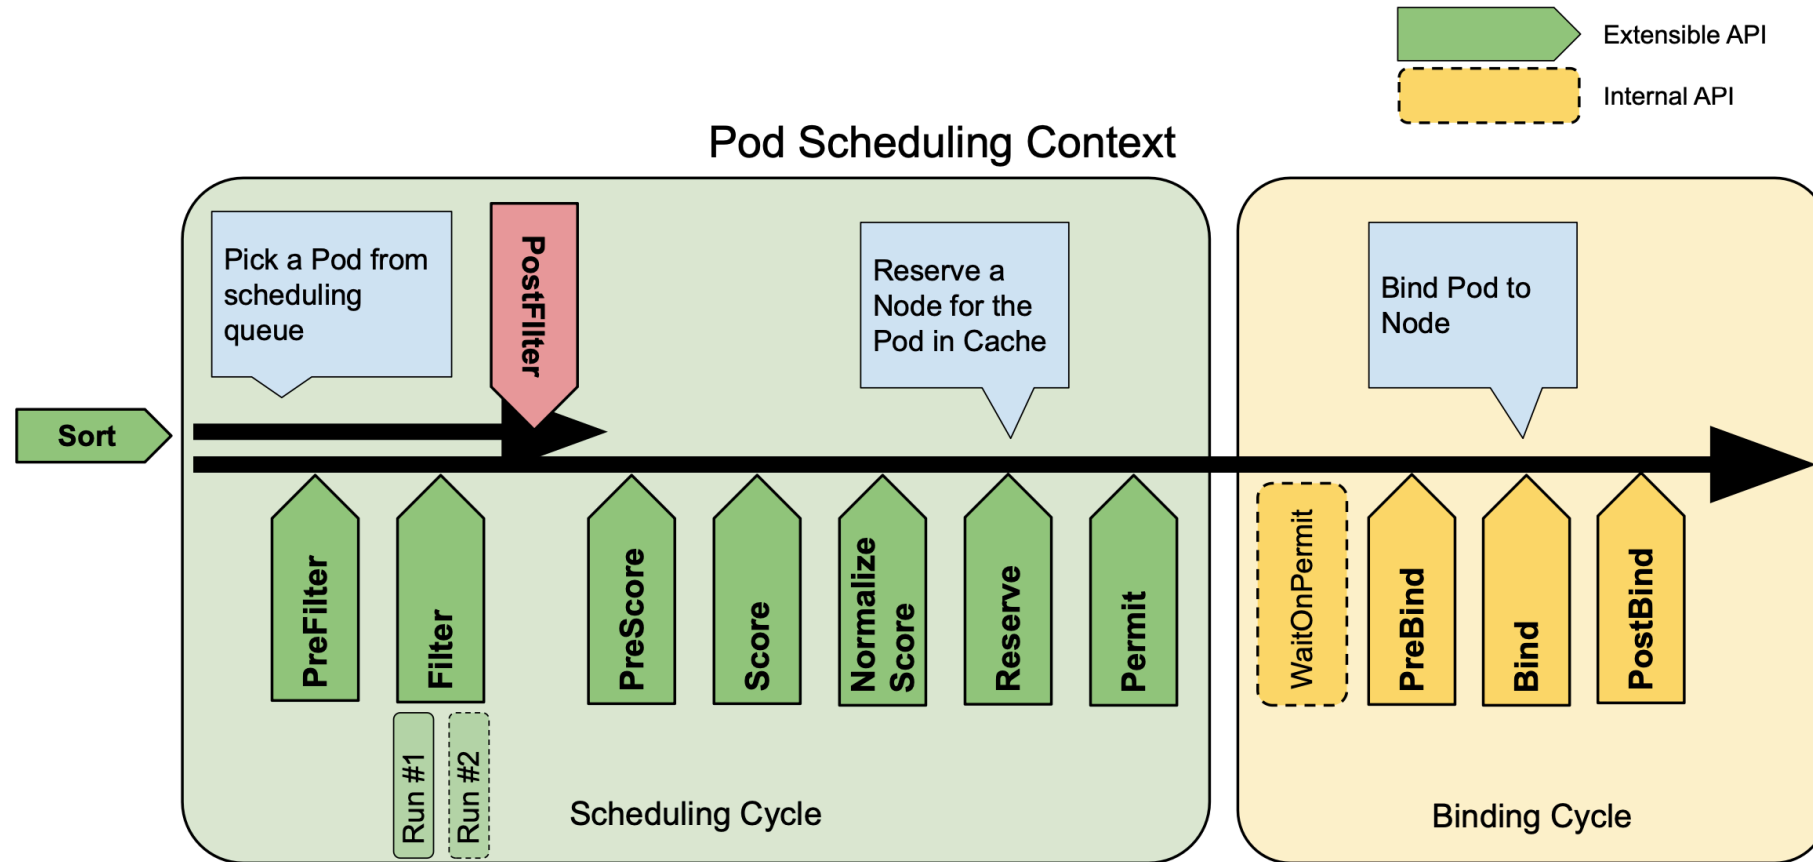 Extensible API
Internal API
Pod Scheduling Context
Pick a Pod from
scheduling
queue
PostFIlter
Reserve a
Node for the
Pod in Cache
Bind Pod to
Node
Sort
PreFilter
Filter
PreScore
Score
Normalize
Score
Reserve
Permit
WaitOnPermit
PreBind
Bind
PostBind
Run #1
Run #2
Scheduling Cycle
Binding Cycle